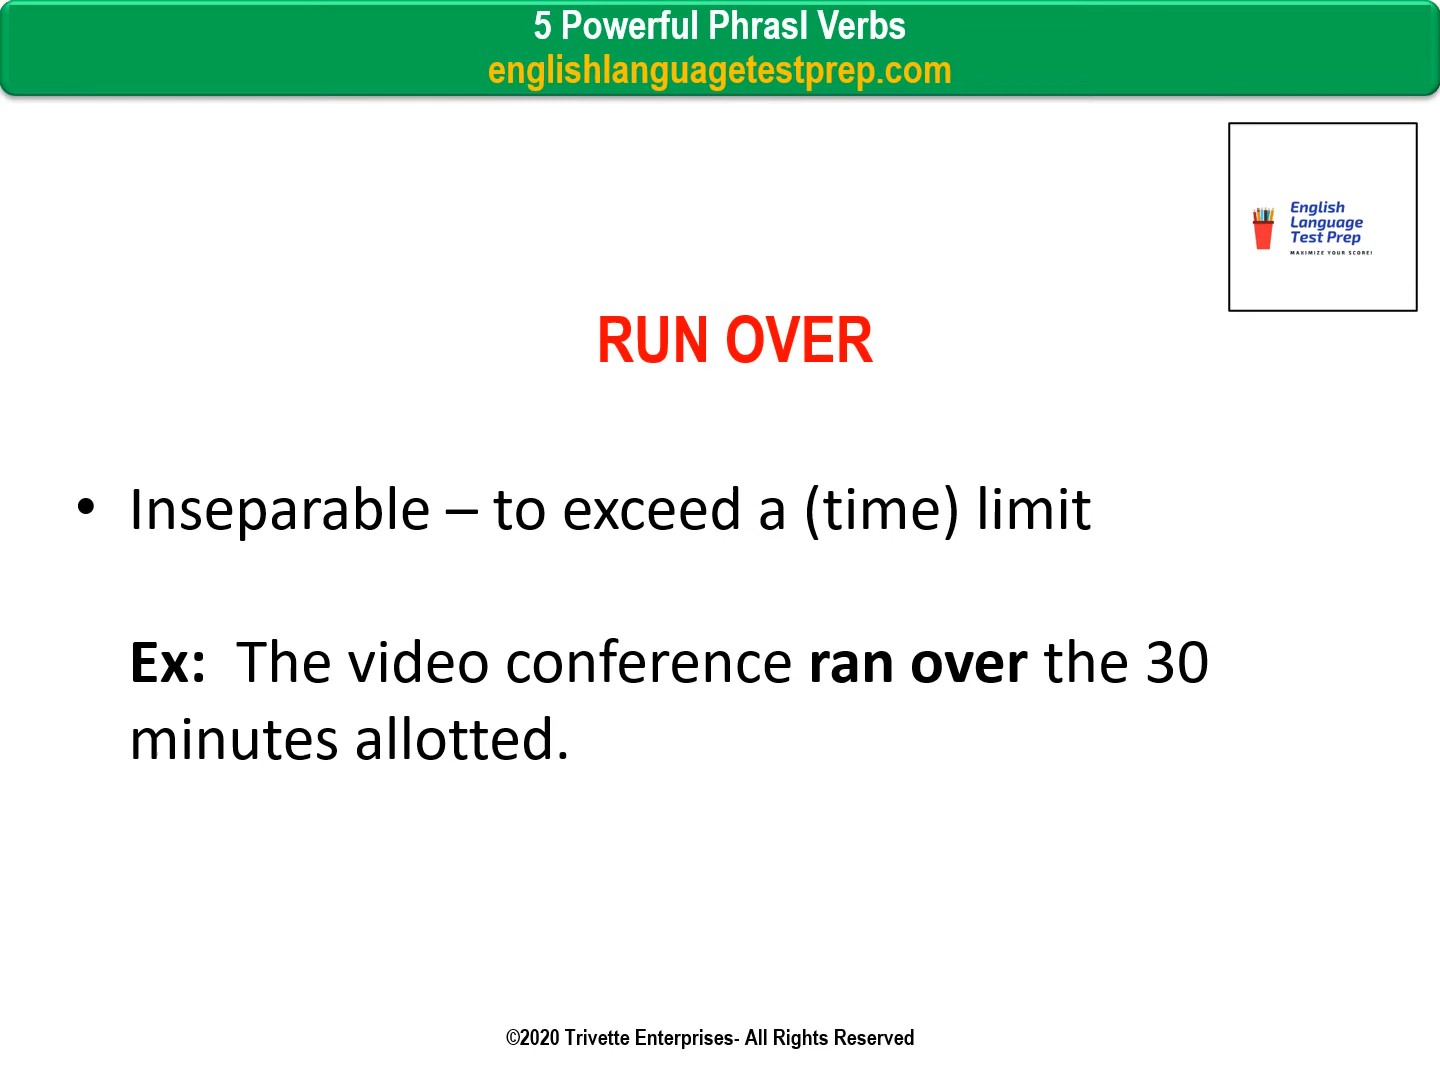 5 Powerful Phrasl Verbs
englishlanguagetestprep.com
English
Language
Test Prep
MAXIMIZE YOUR SCORE!
RUN OVER
• Inseparable – to exceed a (time) limit
Ex: The video conference ran over the 30
minutes allotted.
©2020 Trivette Enterprises- All Rights Reserved